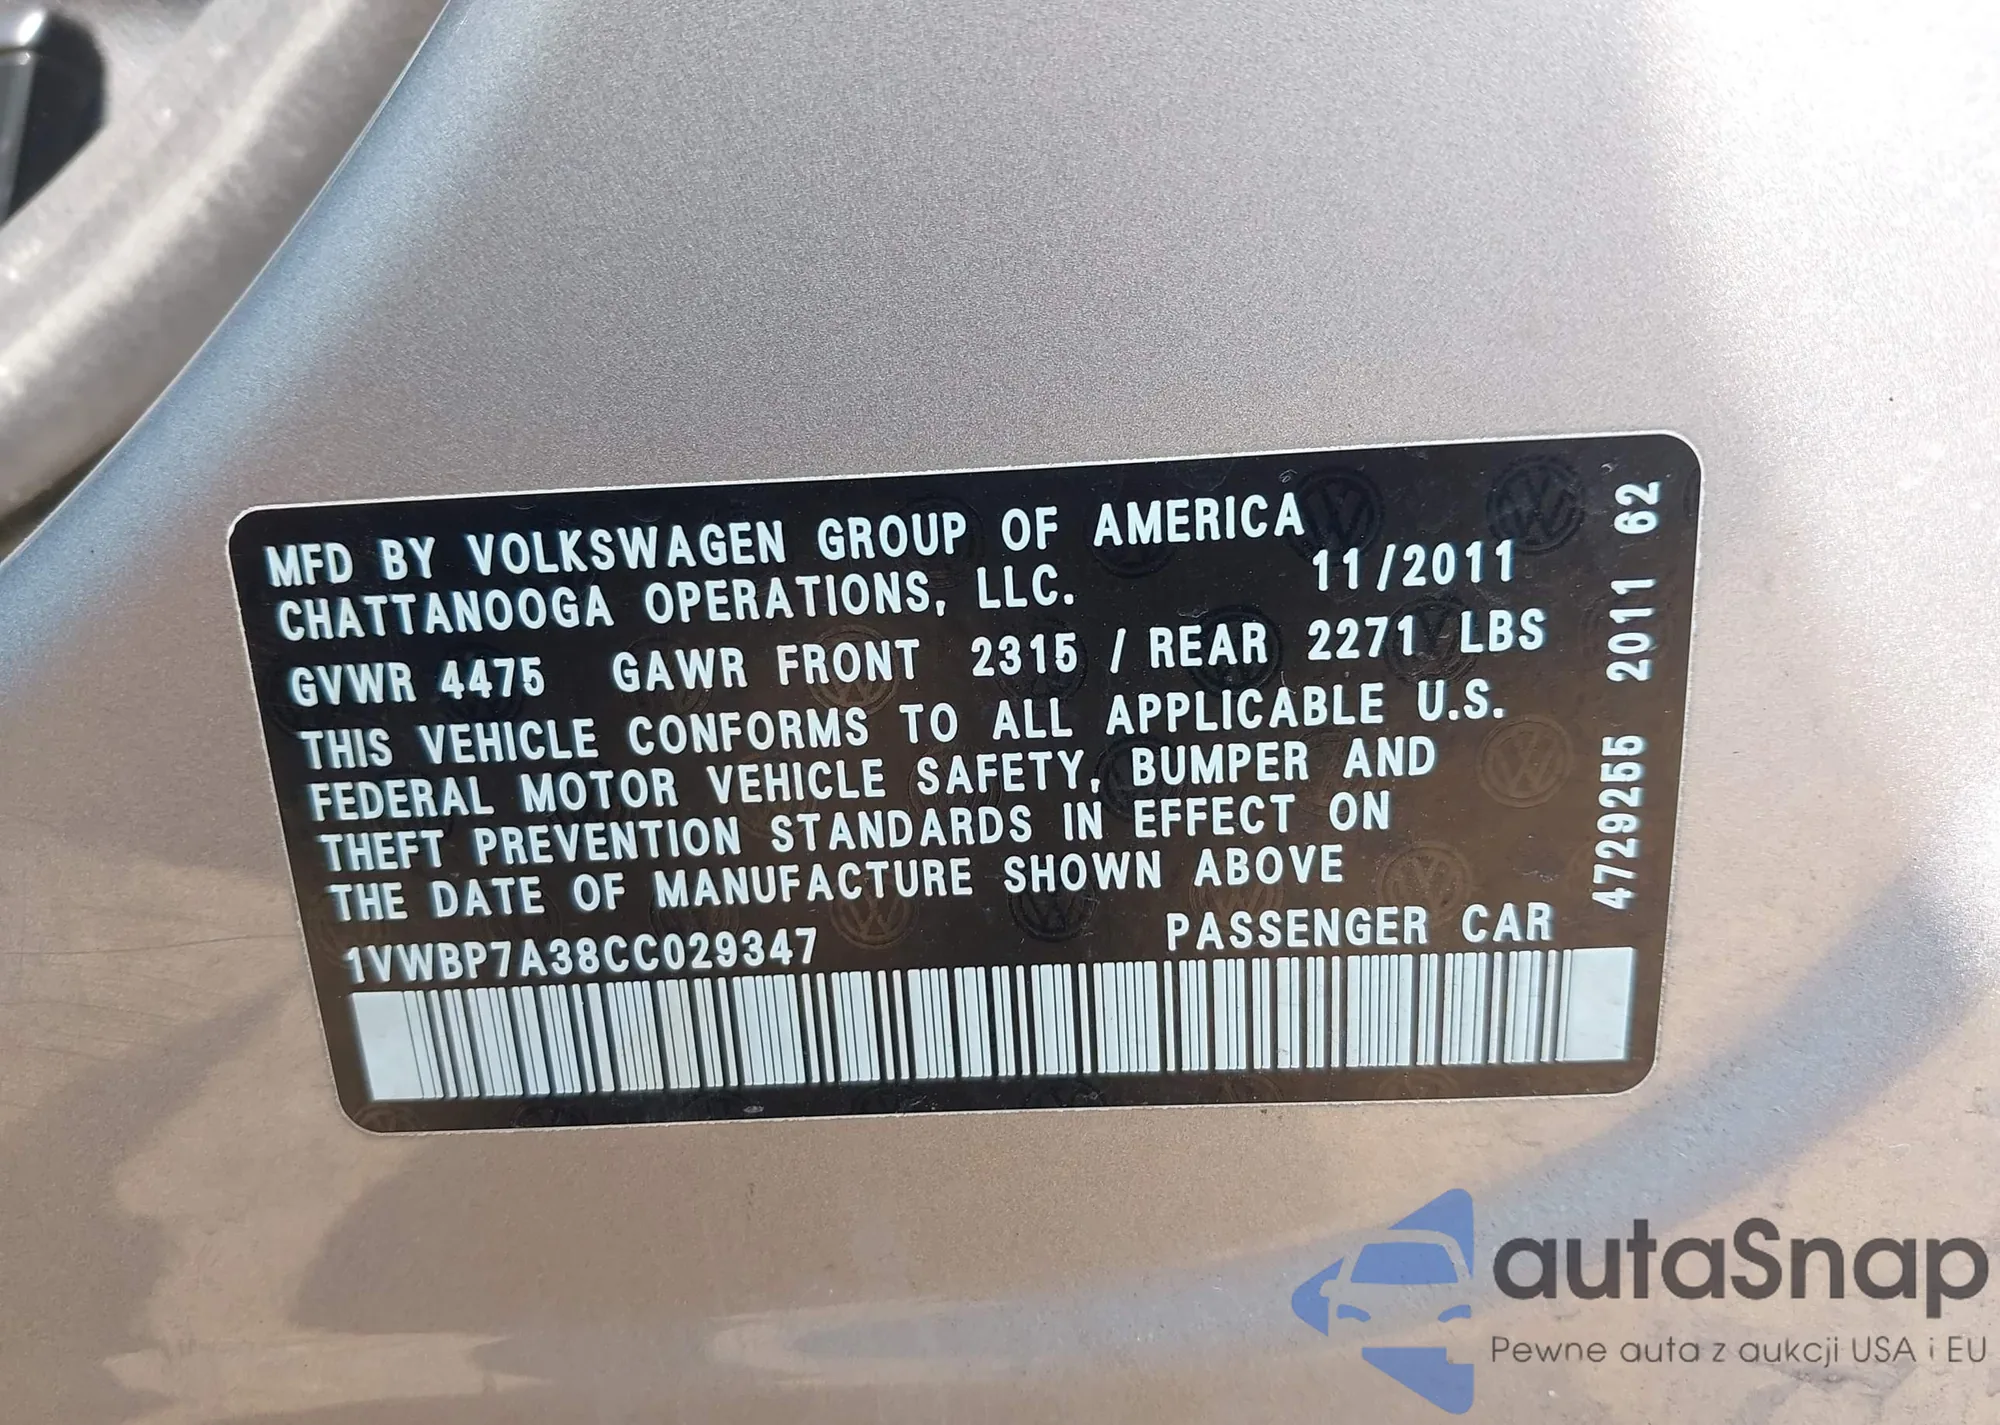 MFD BY VOLKSWAGEN GROUP OF AMERICA
CHATTANOOGA OPERATIONS, LLC. 11/2011
GVWR 4475 GAWR FRONT 2315 / REAR 2271 LBS
THIS VEHICLE CONFORMS TO ALL APPLICABLE U.S.
FEDERAL MOTOR VEHICLE SAFETY, BUMPER AND
THEFT PREVENTION STANDARDS IN EFFECT ON
THE DATE OF MANUFACTURE SHOWN ABOVE
1VWBP7A38CC029347 PASSENGER CAR
4729255 2011 62
autaSnap
Pewne auta z aukcji USA i EU